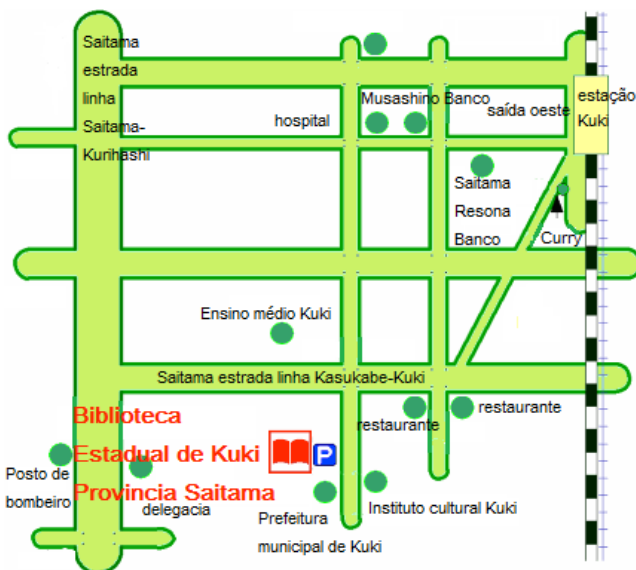 Saitama
estrada
linha
Saitama-
Kurihashi
hospital
Musashino Banco
saída oeste
estação
Kuki
Saitama
Resona
Banco
Curry
Ensino médio Kuki
Saitama estrada linha Kasukabe-Kuki
restaurante
restaurante
Biblioteca
Estadual de Kuki
P
Provincia Saitama
Posto de
bombeiro
delegacia
Prefeitura
municipal de Kuki
Instituto cultural Kuki